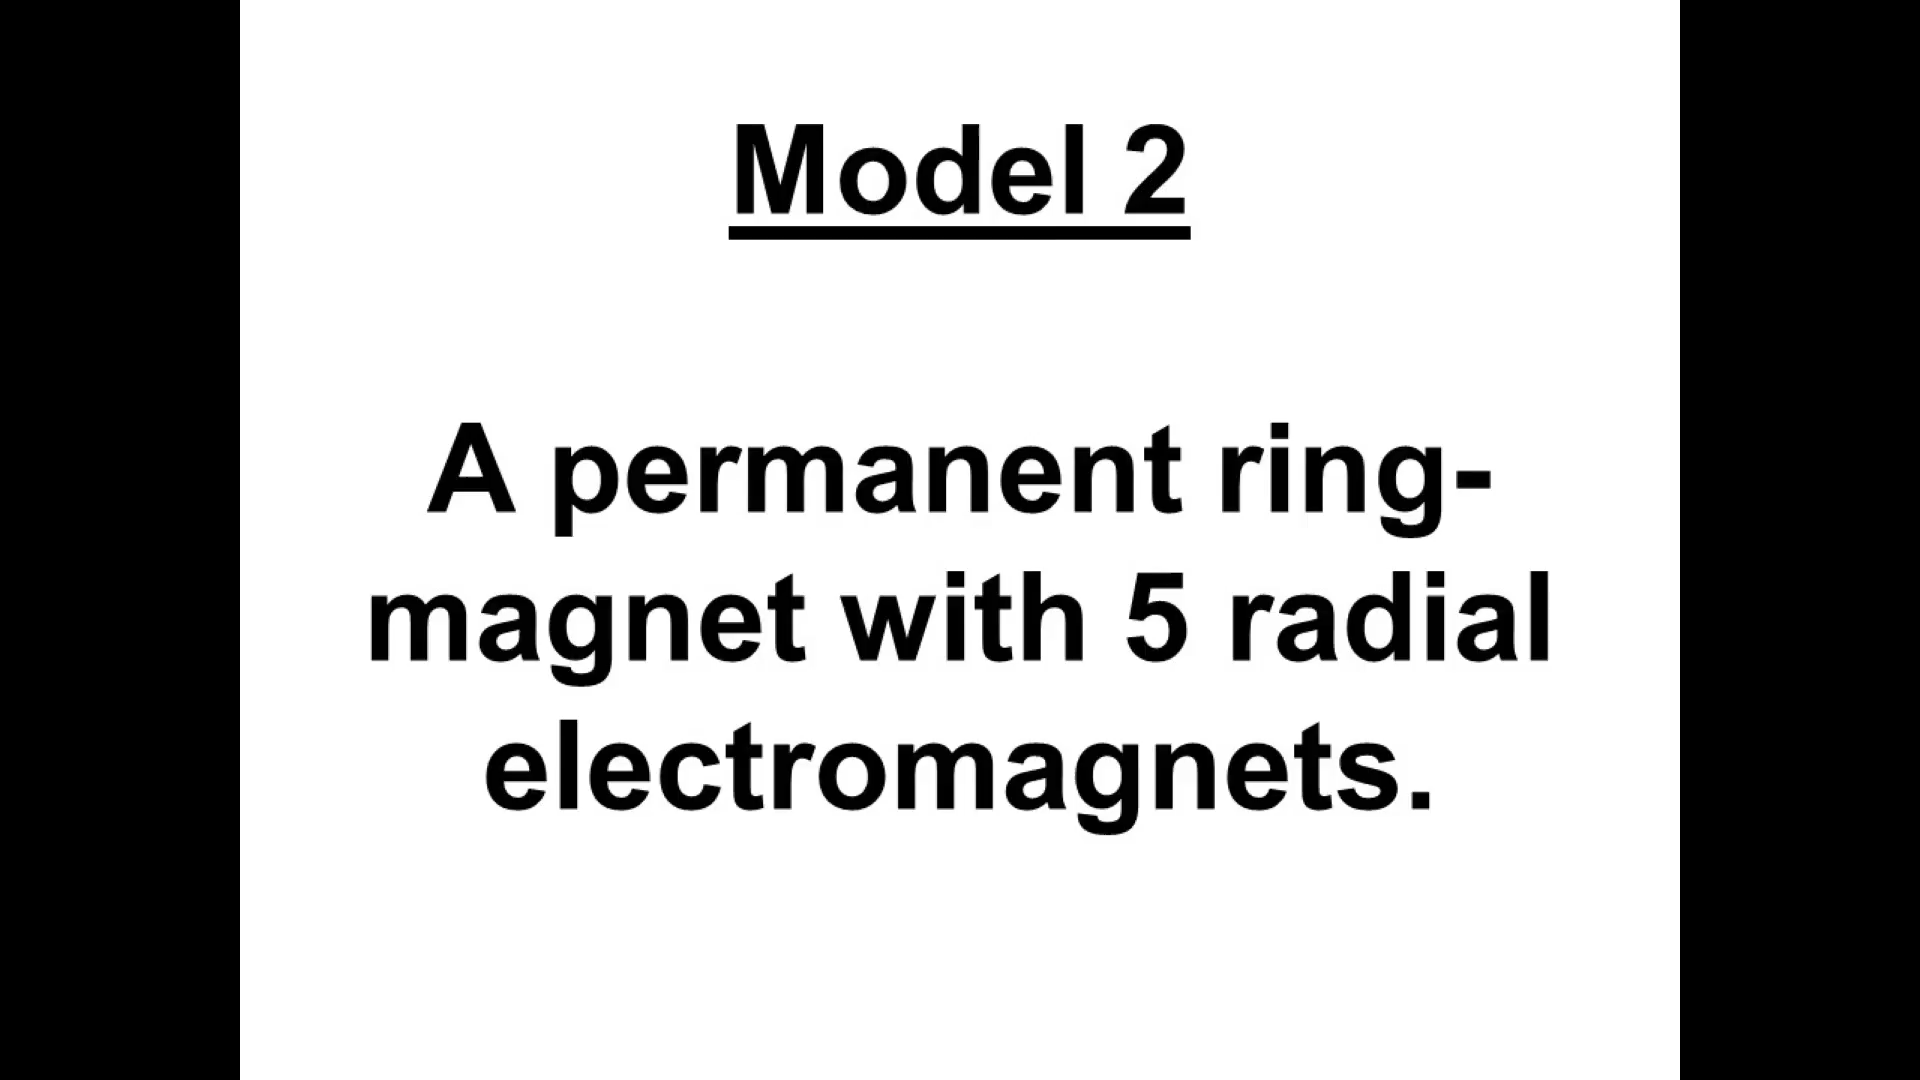 Model 2
A permanent ring-
magnet with 5 radial
electromagnets.